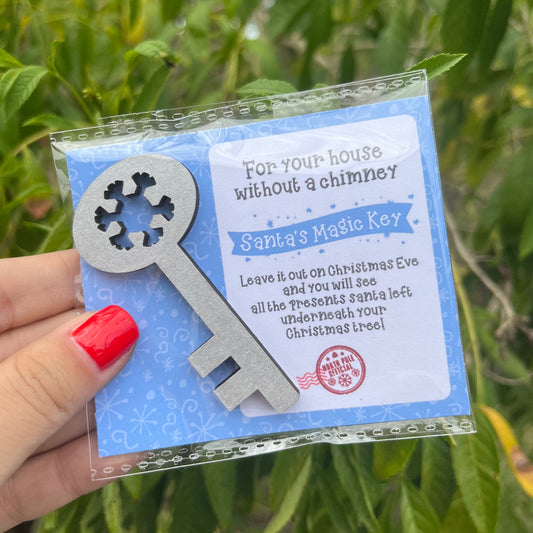 For your house
without a chimney
Santa's Magic Key
Leave it out on Christmas Eve
and you will see
all the presents santa left
underneath your
Christmas tree!
NORTH POLE
OFFICIAL